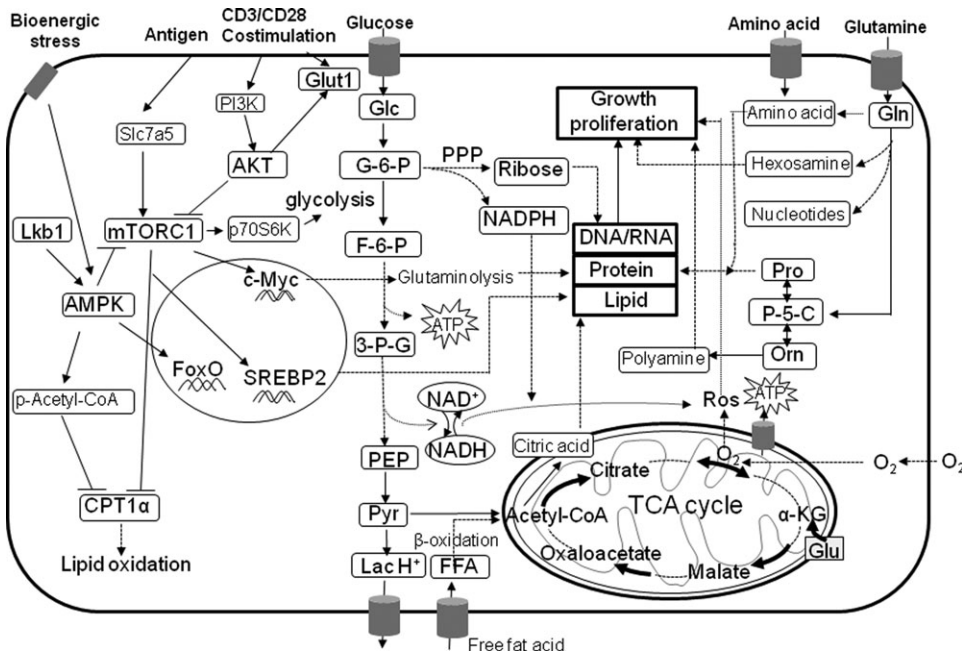 Bioenergic
stress
Antigen
CD3/CD28
Costimulation
Glucose
Amino acid
Glutamine
Glut1
PI3K
Slc7a5
AKT
Glc
Growth
proliferation
Amino acid
Gln
G-6-P
PPP
Ribose
Hexosamine
glycolysis
NADPH
Nucleotides
Lkb1
mTORC1
p70S6K
F-6-P
DNA/RNA
Protein
Lipid
c-Myc
Glutaminolysis
Pro
P-5-C
Orn
Polyamine
AMPK
ATP
3-P-G
FoxO
SREBP2
p-Acetyl-CoA
NAD+
NADH
Ros
ATP
PEP
Citric acid
Citrate
O2
O2
O2
CPT1α
Pyr
Acetyl-CoA
TCA cycle
α-KG
β-oxidation
Oxaloacetate
Glu
Lipid oxidation
Lac H+
FFA
Malate
Free fat acid